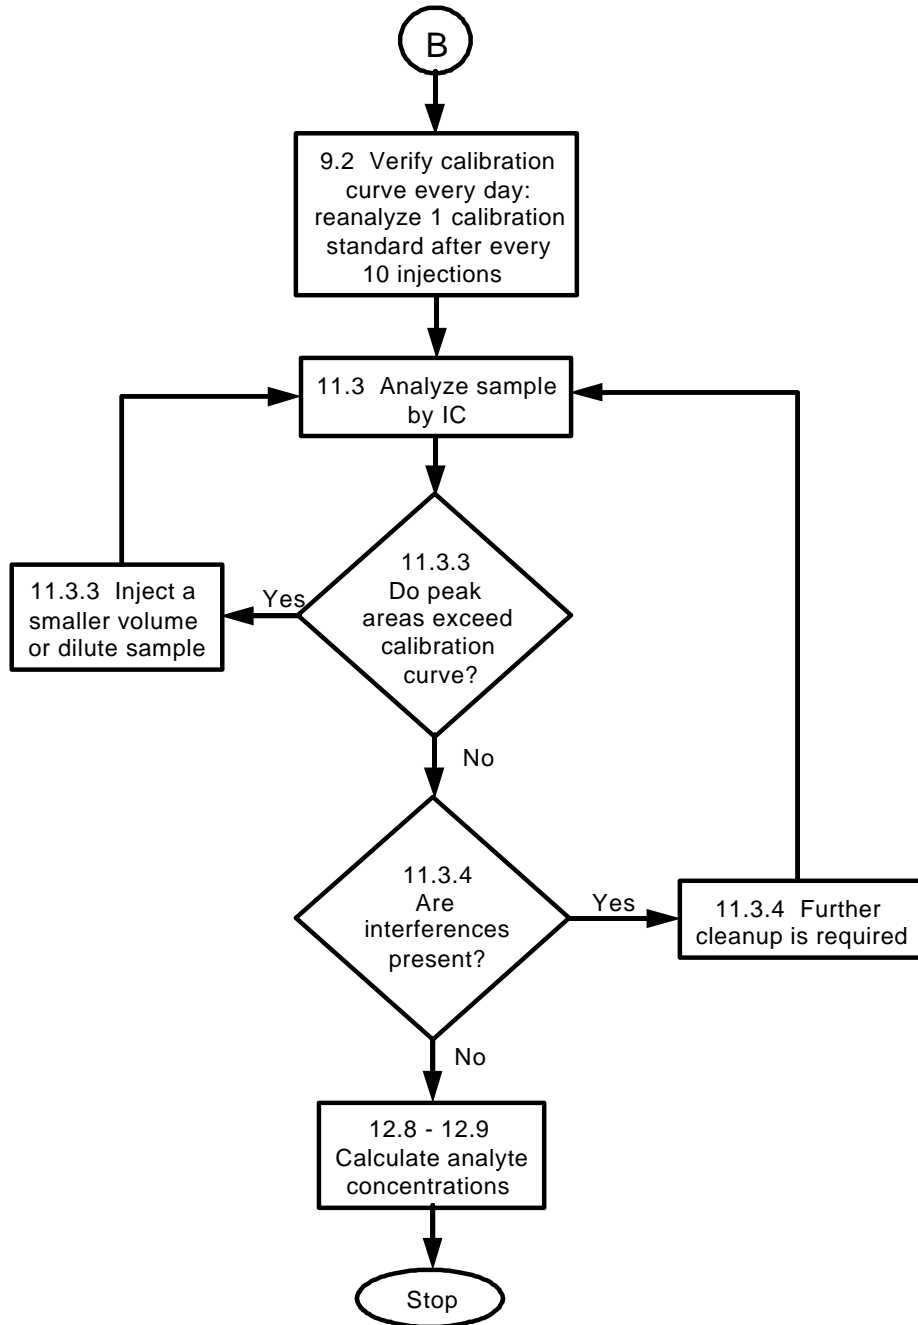 B
9.2 Verify calibration
curve every day:
reanalyze 1 calibration
standard after every
10 injections
11.3 Analyze sample
by IC
11.3.3
Do peak
areas exceed
calibration
curve?
Yes
11.3.3 Inject a
smaller volume
or dilute sample
No
11.3.4
Are
interferences
present?
Yes
11.3.4 Further
cleanup is required
No
12.8 - 12.9
Calculate analyte
concentrations
Stop